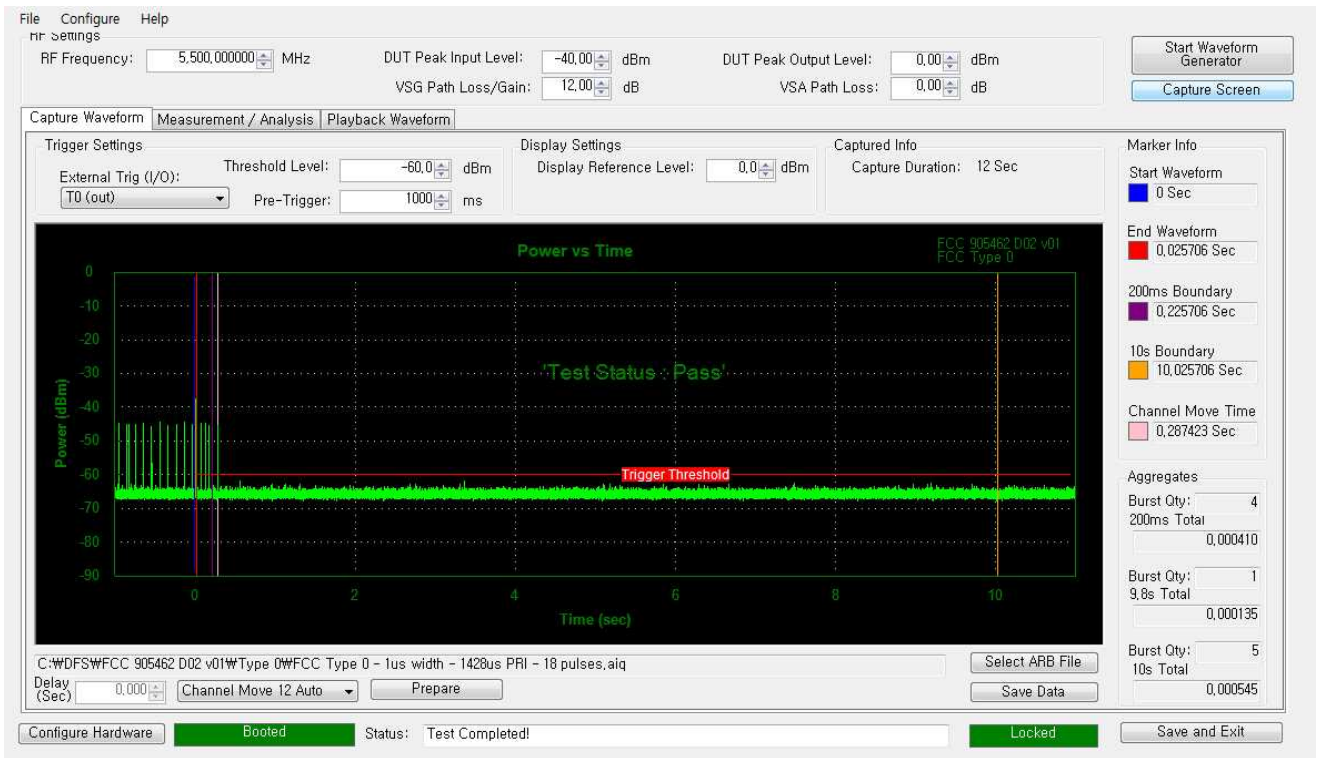 File Configure Help
RF Settings
RF Frequency: 5,500,000000 MHz DUT Peak Input Level: -40,00 dBm DUT Peak Output Level: 0,00 dBm
VSG Path Loss/Gain: 12,00 dB VSA Path Loss: 0,00 dB
Start Waveform
Generator
Capture Screen
Capture Waveform Measurement / Analysis Playback Waveform
Trigger Settings
External Trig (I/O):
T0 (out)
Threshold Level: -60,0 dBm
Pre-Trigger: 1000 ms
Display Settings
Display Reference Level: 0,0 dBm
Captured Info
Capture Duration: 12 Sec
Power vs Time
FCC 905462 D02 v01
FCC Type 0
0
-10
-20
-30
-40
-50
-60
-70
-80
-90
Power (dBm)
'Test Status : Pass'
Trigger Threshold
0 2 4 6 8 10
Time (sec)
Marker Info
Start Waveform
0 Sec
End Waveform
0,025706 Sec
200ms Boundary
0,225706 Sec
10s Boundary
10,025706 Sec
Channel Move Time
0,287423 Sec
Aggregates
Burst Qty: 4
200ms Total
0,000410
Burst Qty: 1
9,8s Total
0,000135
Burst Qty: 5
10s Total
0,000545
C:₩DFS₩FCC 905462 D02 v01₩Type 0₩FCC Type 0 - 1us width - 1428us PRI - 18 pulses,aiq
Select ARB File
Delay
(Sec) 0,000 Channel Move 12 Auto Prepare
Save Data
Configure Hardware Booted Status: Test Completed! Locked Save and Exit